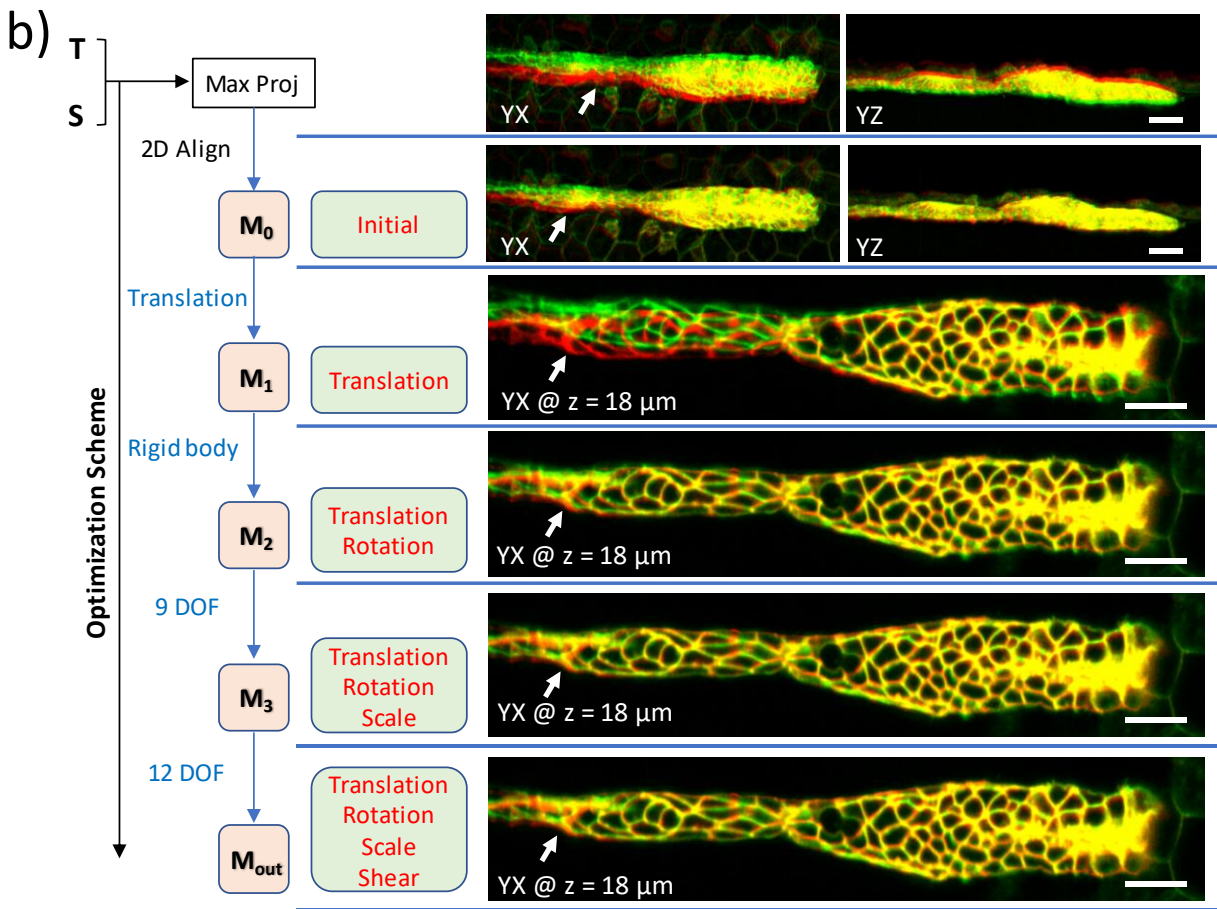 b)
T
S
Max Proj
YX
YZ
2D Align
M0
Initial
YX
YZ
Translation
M1
Translation
YX @ z = 18 μm
Rigid body
M2
Translation
Rotation
YX @ z = 18 μm
9 DOF
M3
Translation
Rotation
Scale
YX @ z = 18 μm
12 DOF
Mout
Translation
Rotation
Scale
Shear
YX @ z = 18 μm
Optimization Scheme